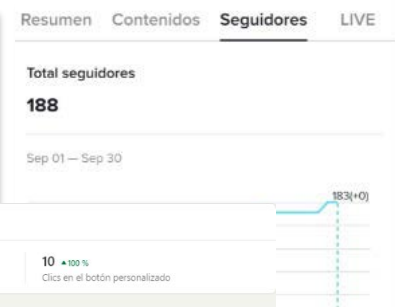 Resumen Contenidos Seguidores LIVE
Total seguidores
188
Sep 01 — Sep 30
183(+0)
10 ▲100 %
Clics en el botón personalizado